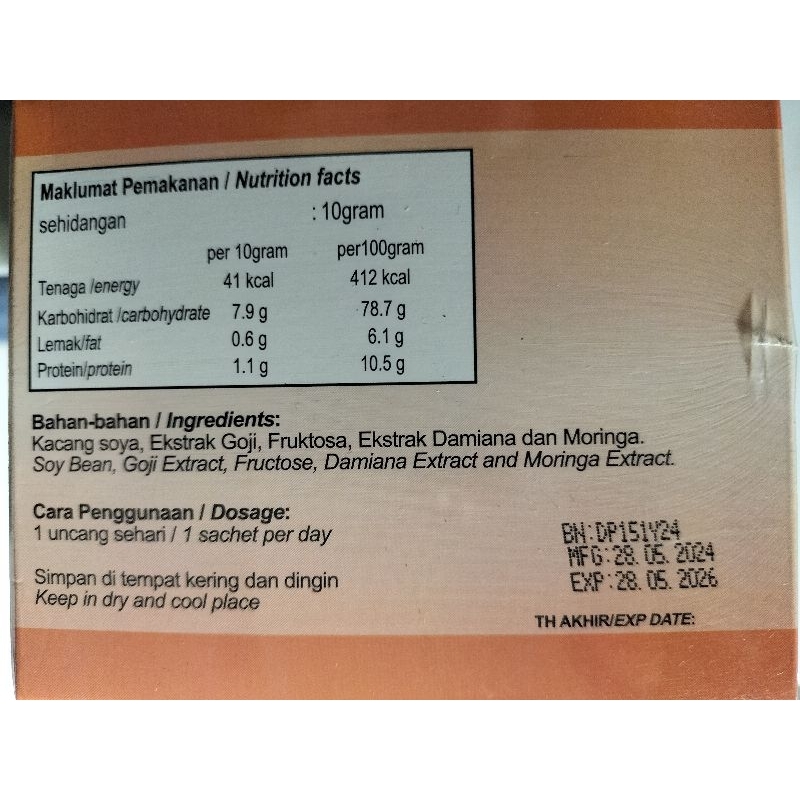 Maklumat Pemakanan / Nutrition facts
sehidangan : 10gram
per 10gram per100gram
Tenaga /energy 41 kcal 412 kcal
Karbohidrat /carbohydrate 7.9 g 78.7 g
Lemak/fat 0.6 g 6.1 g
Protein/protein 1.1 g 10.5 g
Bahan-bahan / Ingredients:
Kacang soya, Ekstrak Goji, Fruktosa, Ekstrak Damiana dan Moringa.
Soy Bean, Goji Extract, Fructose, Damiana Extract and Moringa Extract.
Cara Penggunaan / Dosage:
1 uncang sehari / 1 sachet per day
Simpan di tempat kering dan dingin
Keep in dry and cool place
BN:DP151Y24
MFG:28.05.2024
EXP:28.05.2026
TH AKHIR/EXP DATE: